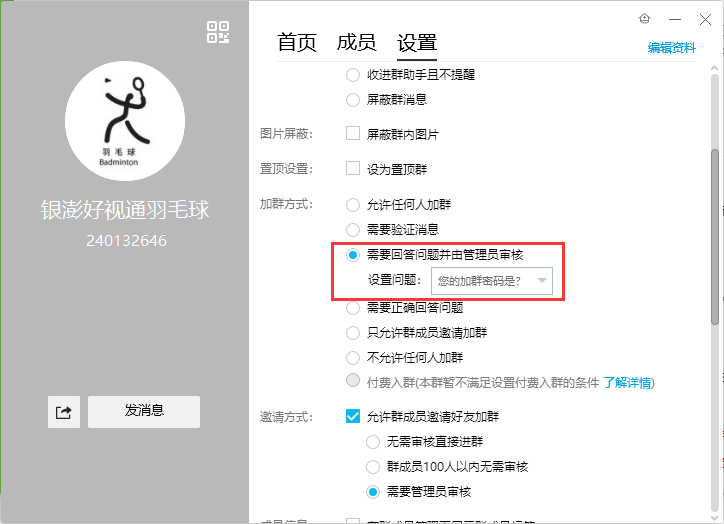 首页 成员 设置
编辑资料
收进群助手且不提醒
屏蔽群消息
图片屏蔽： 屏蔽群内图片
置顶设置： 设为置顶群
加群方式： 允许任何人加群
需要验证消息
需要回答问题并由管理员审核
设置问题： 您的加群密码是?
需要正确回答问题
只允许群成员邀请加群
不允许任何人加群
付费入群(本群暂不满足设置付费入群的条件 了解详情)
邀请方式： 允许群成员邀请好友加群
无需审核直接进群
群成员100人以内无需审核
需要管理员审核
羽毛球
Badminton
银澎好视通羽毛球
240132646
发消息